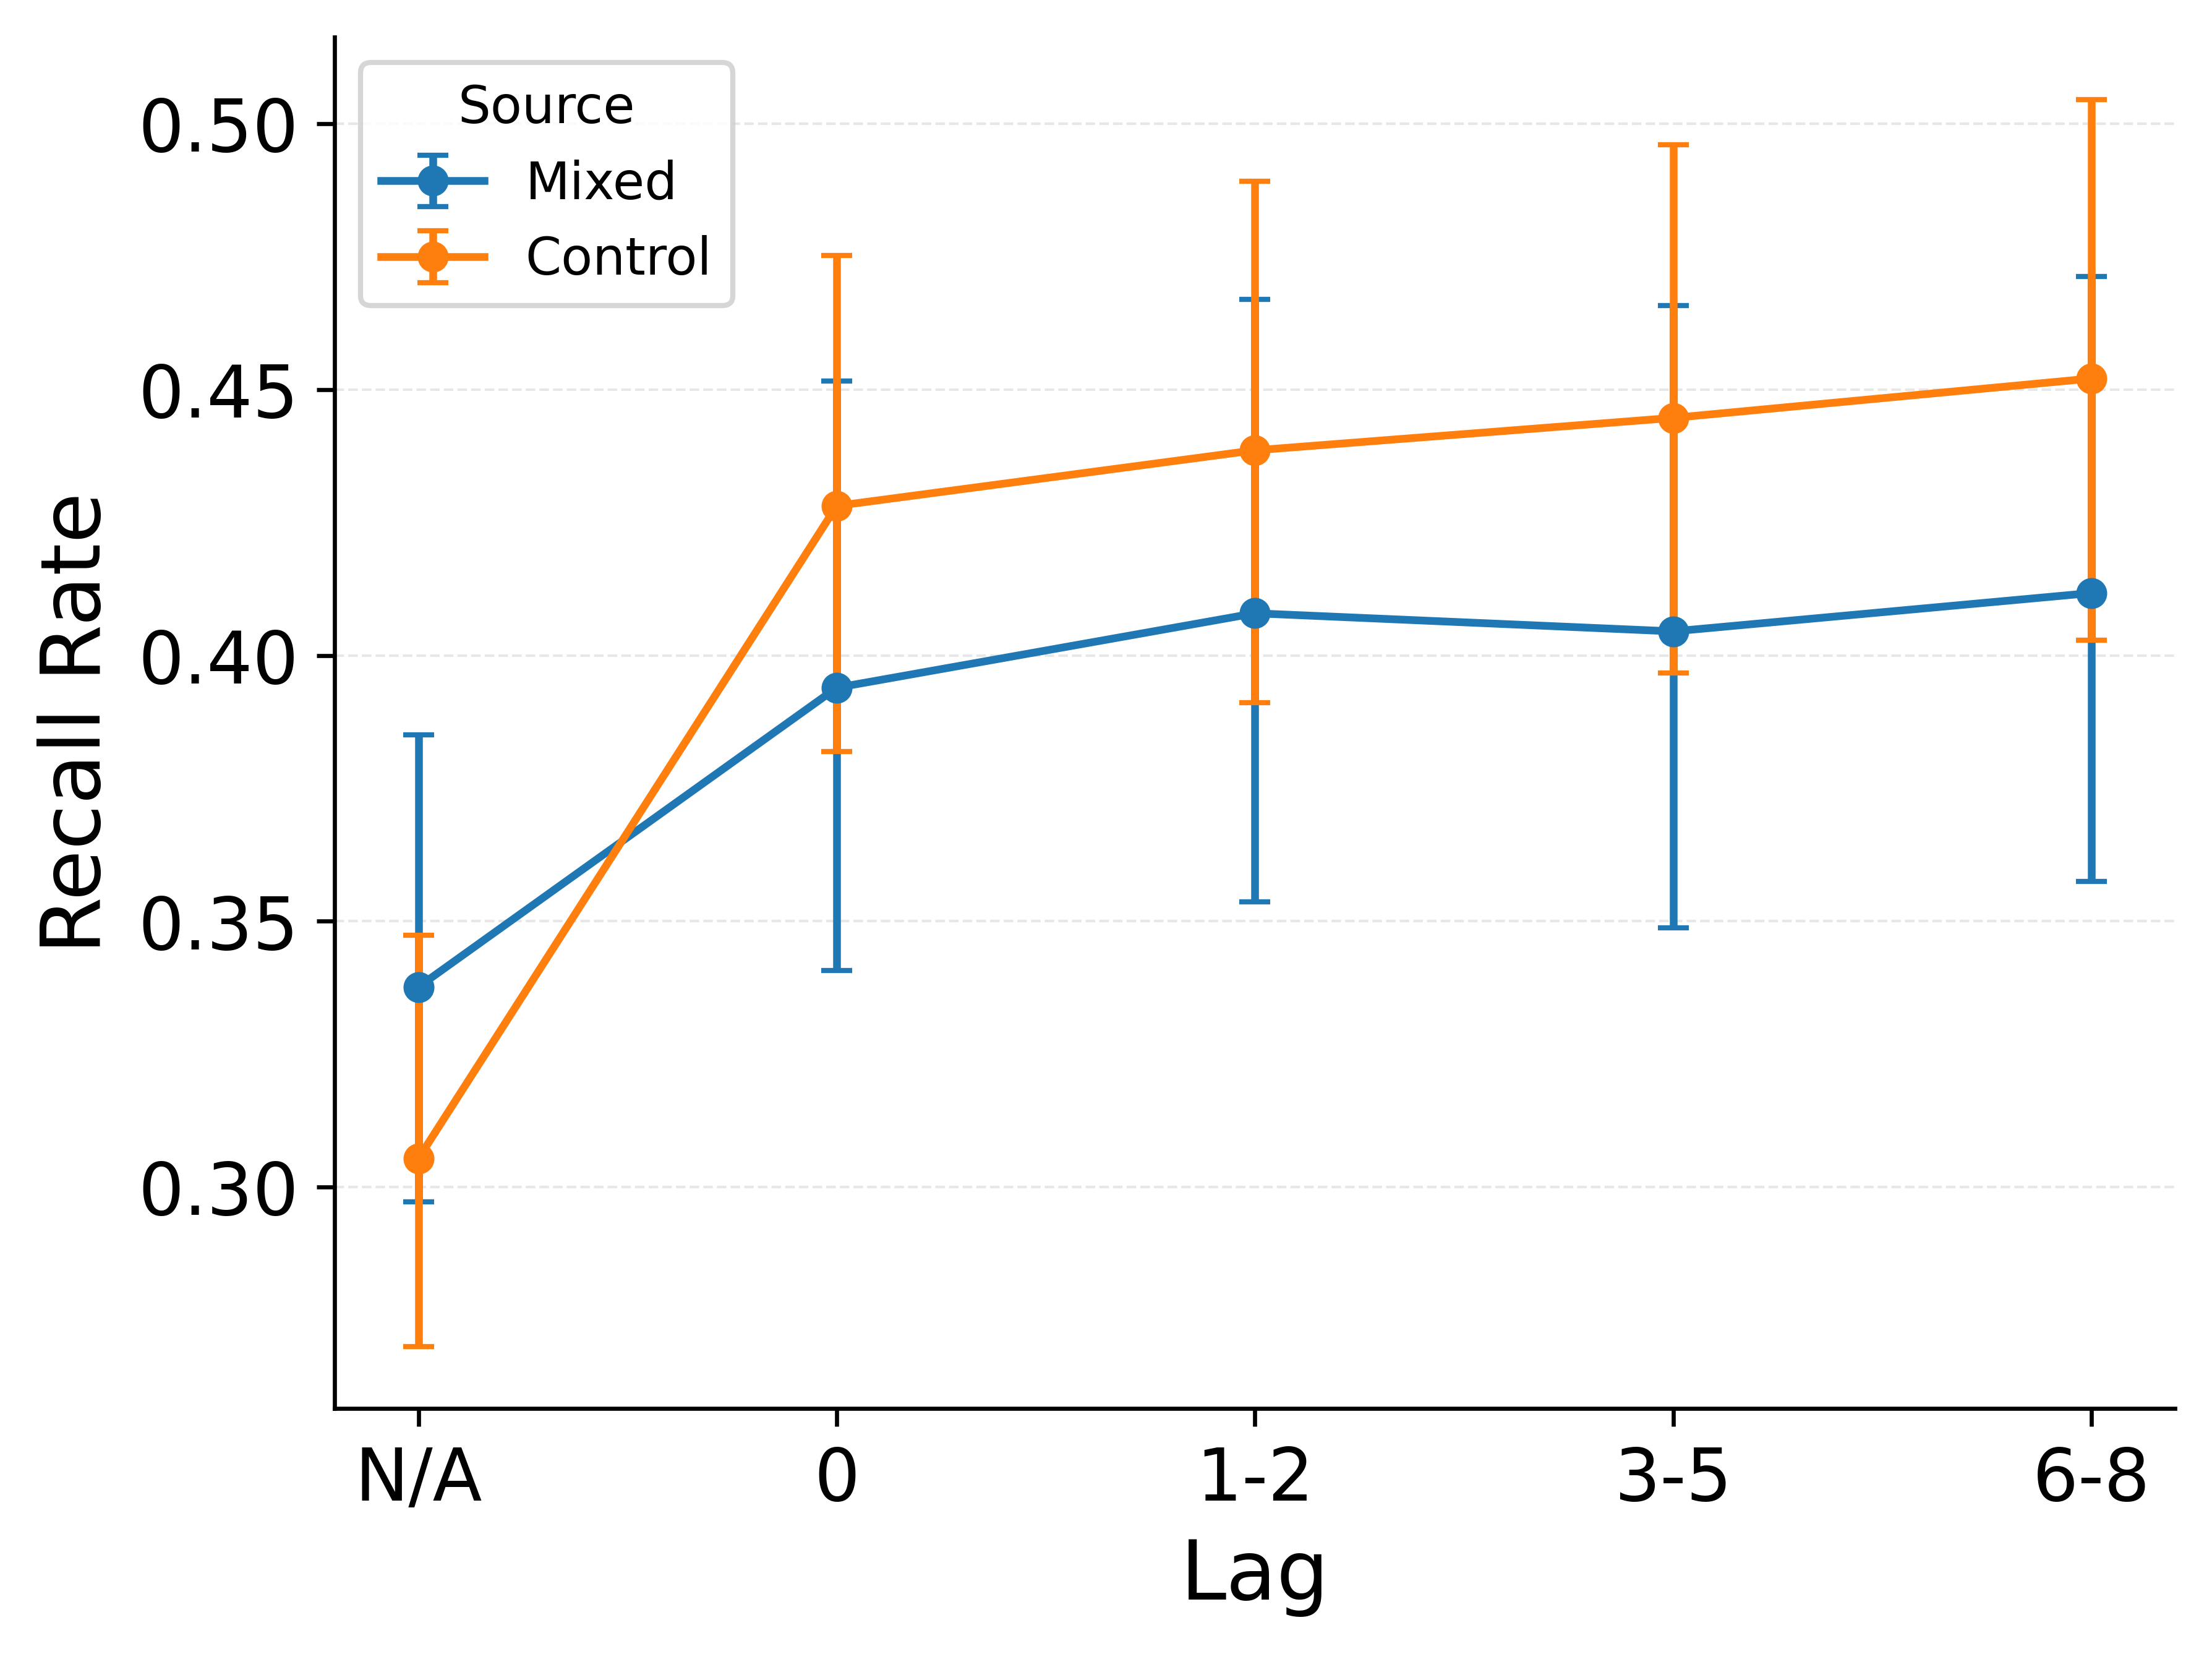 Source
Mixed
Control
0.50
0.45
0.40
0.35
0.30
Recall Rate
N/A 0 1-2 3-5 6-8
Lag